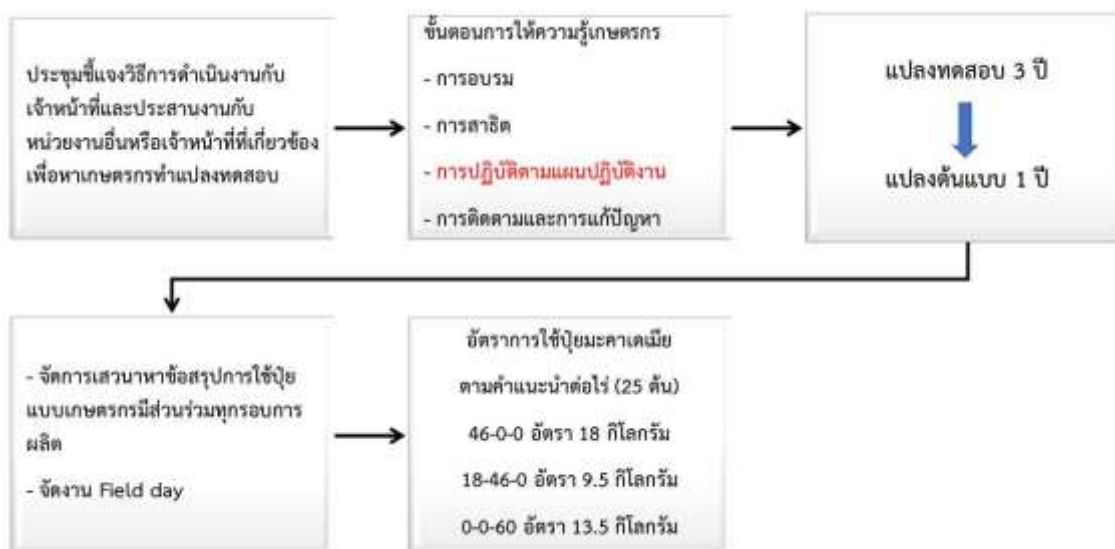 ประชุมชี้แจงวิธีการดำเนินงานกับ
เจ้าหน้าที่และประสานงานกับ
หน่วยงานอื่นหรือเจ้าหน้าที่ที่เกี่ยวข้อง
เพื่อหาเกษตรกรทำแปลงทดสอบ
ขั้นตอนการให้ความรู้เกษตรกร
- การอบรม
- การสาธิต
- การปฏิบัติตามแผนปฏิบัติงาน
- การติดตามและการแก้ปัญหา
แปลงทดสอบ 3 ปี
แปลงต้นแบบ 1 ปี
- จัดการเสวนาหาข้อสรุปการใช้ปุ๋ย
แบบเกษตรกรมีส่วนร่วมทุกรอบการ
ผลิต
- จัดงาน Field day
อัตราการใช้ปุ๋ยมะคาเดเมีย
ตามคำแนะนำต่อไร่ (25 ต้น)
46-0-0 อัตรา 18 กิโลกรัม
18-46-0 อัตรา 9.5 กิโลกรัม
0-0-60 อัตรา 13.5 กิโลกรัม